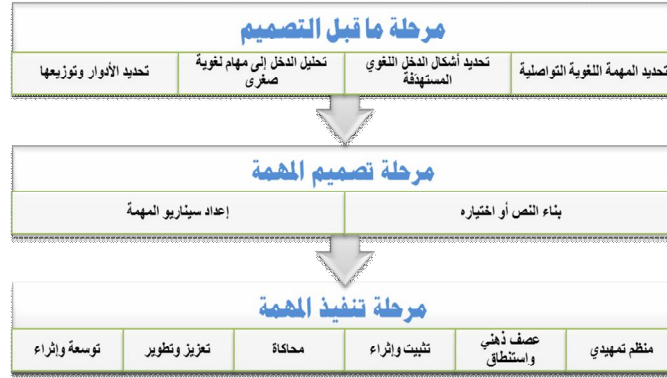 مرحلة ما قبل التصميم
تحديد المهمة اللغوية التواصلية
تحديد أشكال الدخل اللغوي
المستهدفة
تحليل الدخل إلى مهام لغوية
صغرى
تحديد الأدوار وتوزيعها
مرحلة تصميم المهمة
بناء النص أو اختياره
إعداد سيناريو المهمة
مرحلة تنفيذ المهمة
منظم تمهيدي
عصف ذهني
واستنطاق
تثبيت وإثراء
محاكاة
تعزيز وتطوير
توسعة وإثراء